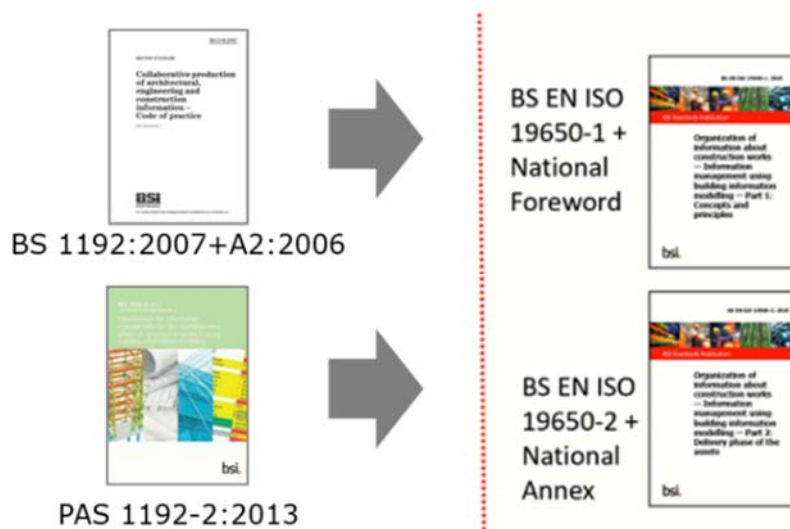 Collaborative production
of architectural,
engineering and
construction
information –
Code of practice
BSi
BS 1192:2007+A2:2006
bsi.
PAS 1192-2:2013
BS EN ISO
19650-1 +
National
Foreword
Organization of
information about
construction works
— Information
management using
building information
modelling — Part 1:
Concepts and
principles
bsi.
BS EN ISO
19650-2 +
National
Annex
Organization of
information about
construction works
— Information
management using
building information
modelling — Part 2:
Delivery phase of the
assets
bsi.